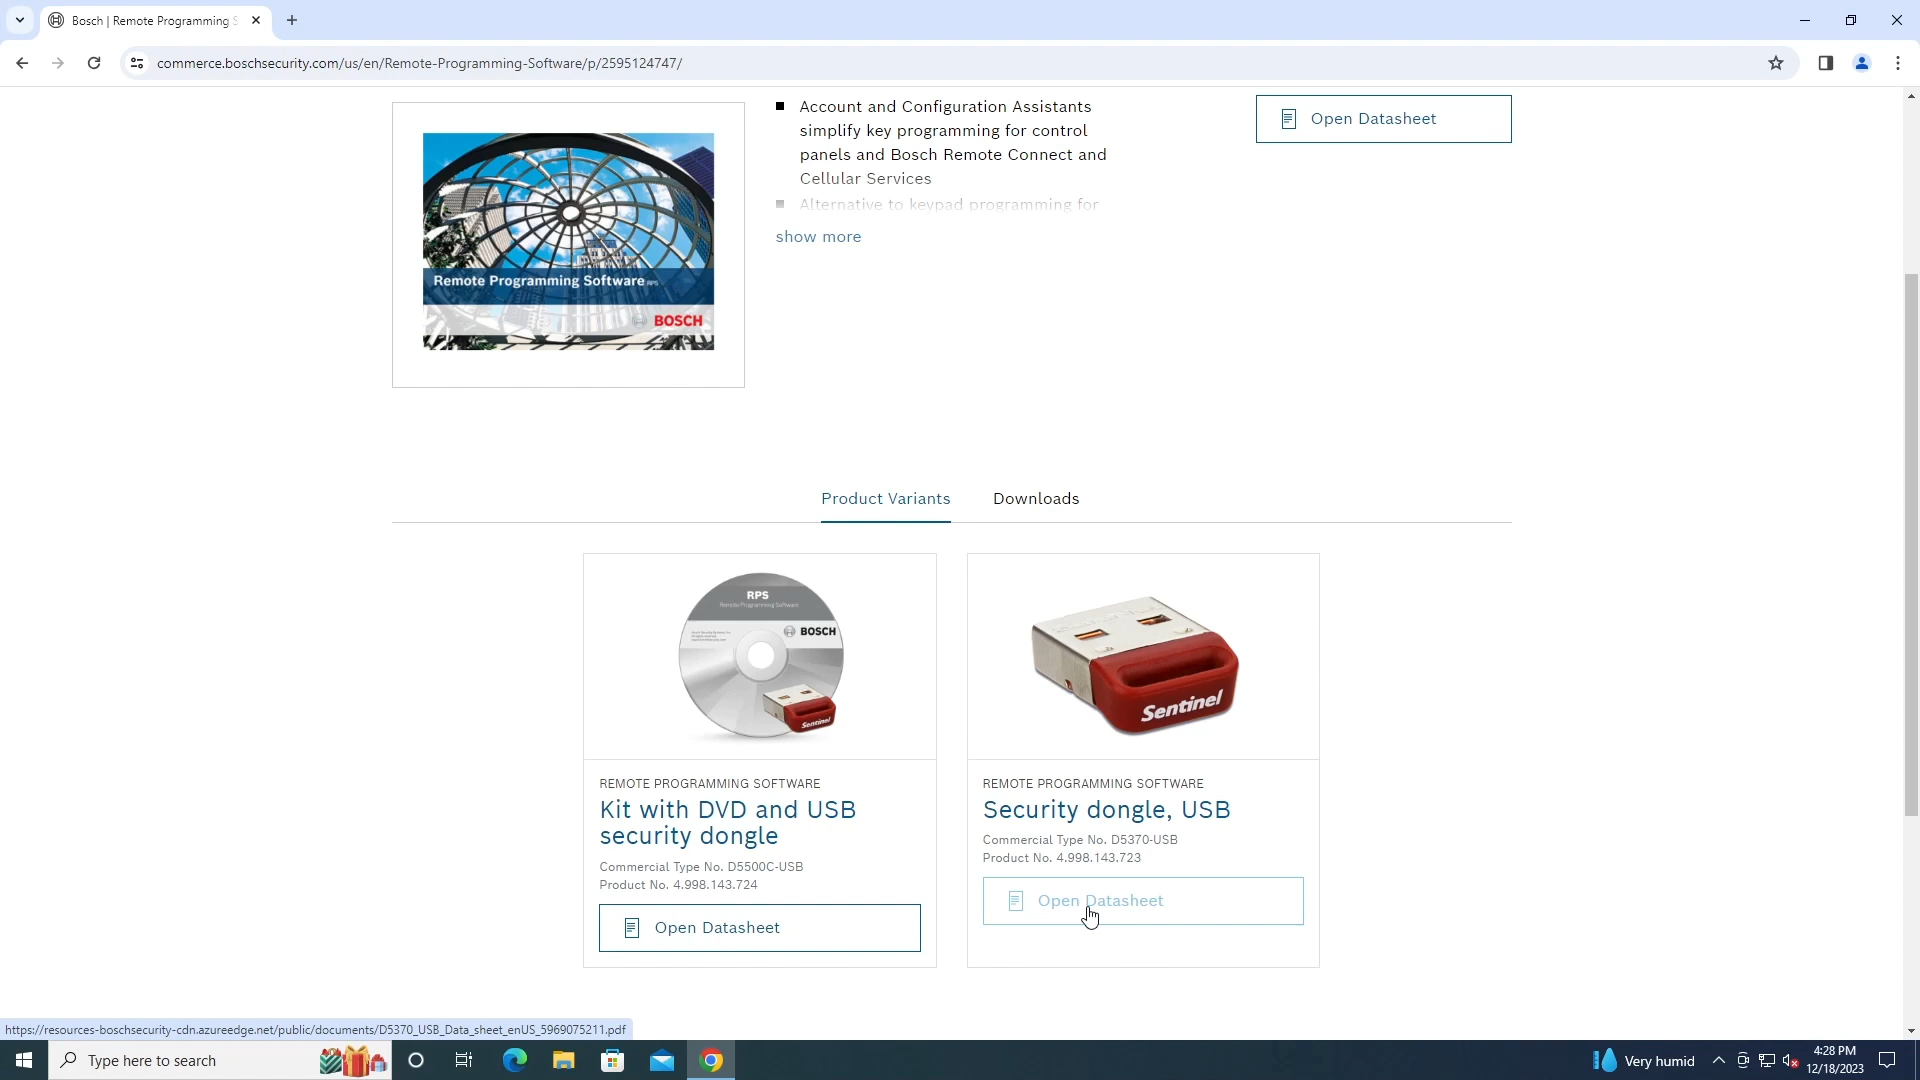 Bosch | Remote Programming S
commerce.boschsecurity.com/us/en/Remote-Programming-Software/p/2595124747/
Remote Programming Software RPS
BOSCH
Account and Configuration Assistants
simplify key programming for control
panels and Bosch Remote Connect and
Cellular Services
Alternative to keypad programming for
show more
Open Datasheet
Product Variants
Downloads
RPS
Remote Programming Software
BOSCH
Sentinel
REMOTE PROGRAMMING SOFTWARE
Kit with DVD and USB
security dongle
Commercial Type No. D5500C-USB
Product No. 4.998.143.724
Open Datasheet
Sentinel
REMOTE PROGRAMMING SOFTWARE
Security dongle, USB
Commercial Type No. D5370-USB
Product No. 4.998.143.723
Open Datasheet
https://resources-boschsecurity-cdn.azureedge.net/public/documents/D5370_USB_Data_sheet_enUS_5969075211.pdf
Type here to search
Very humid
4:28 PM
12/18/2023